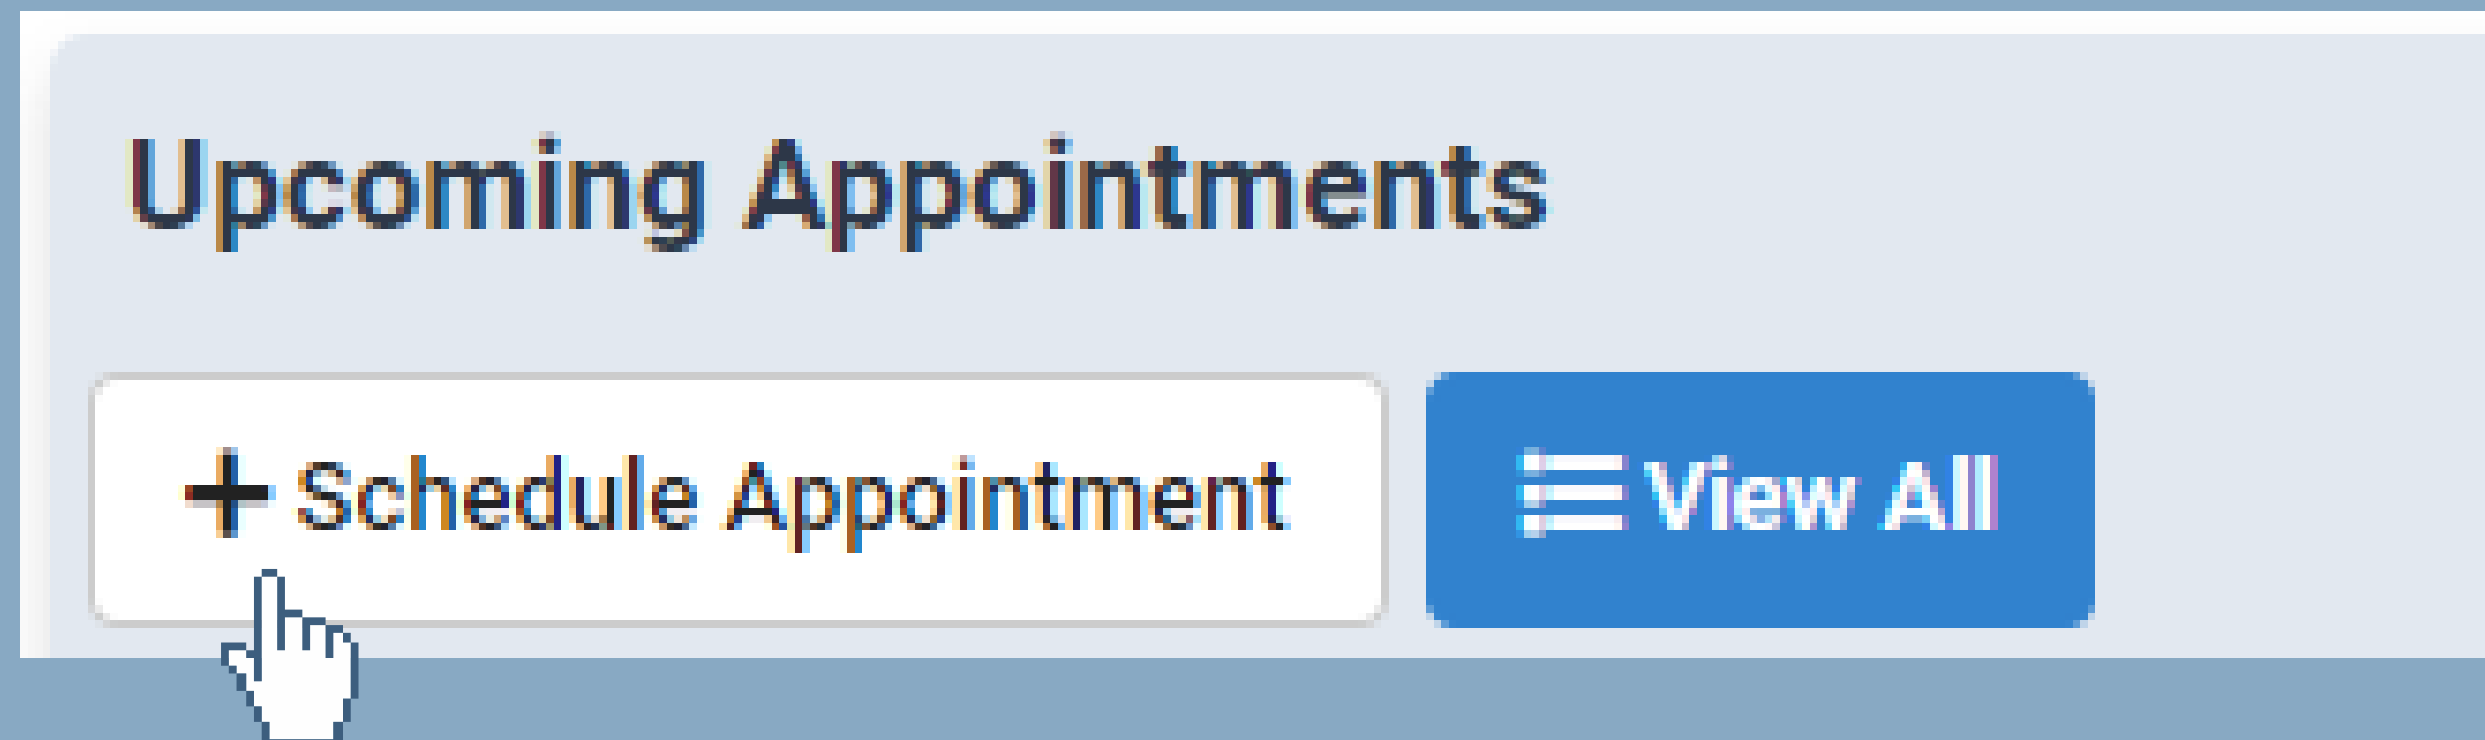 Upcoming Appointments
+ Schedule Appointment
View All